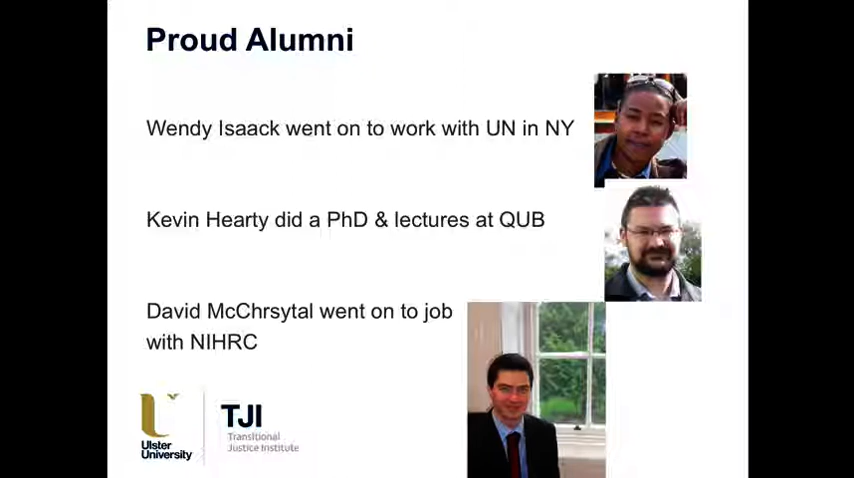 Proud Alumni
Wendy Isaack went on to work with UN in NY
Kevin Hearty did a PhD & lectures at QUB
David McChrsytal went on to job
with NIHRC
Ulster
University
TJI
Transitional
Justice Institute